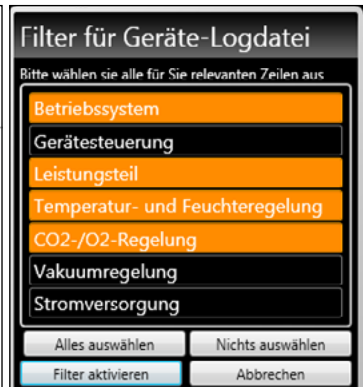 Filter für Geräte-Logdatei
Bitte wählen sie alle für Sie relevanten Zeilen aus
Betriebssystem
Gerätesteuerung
Leistungsteil
Temperatur- und Feuchteregelung
CO2-/O2-Regelung
Vakuumregelung
Stromversorgung
Alles auswählen
Nichts auswählen
Filter aktivieren
Abbrechen